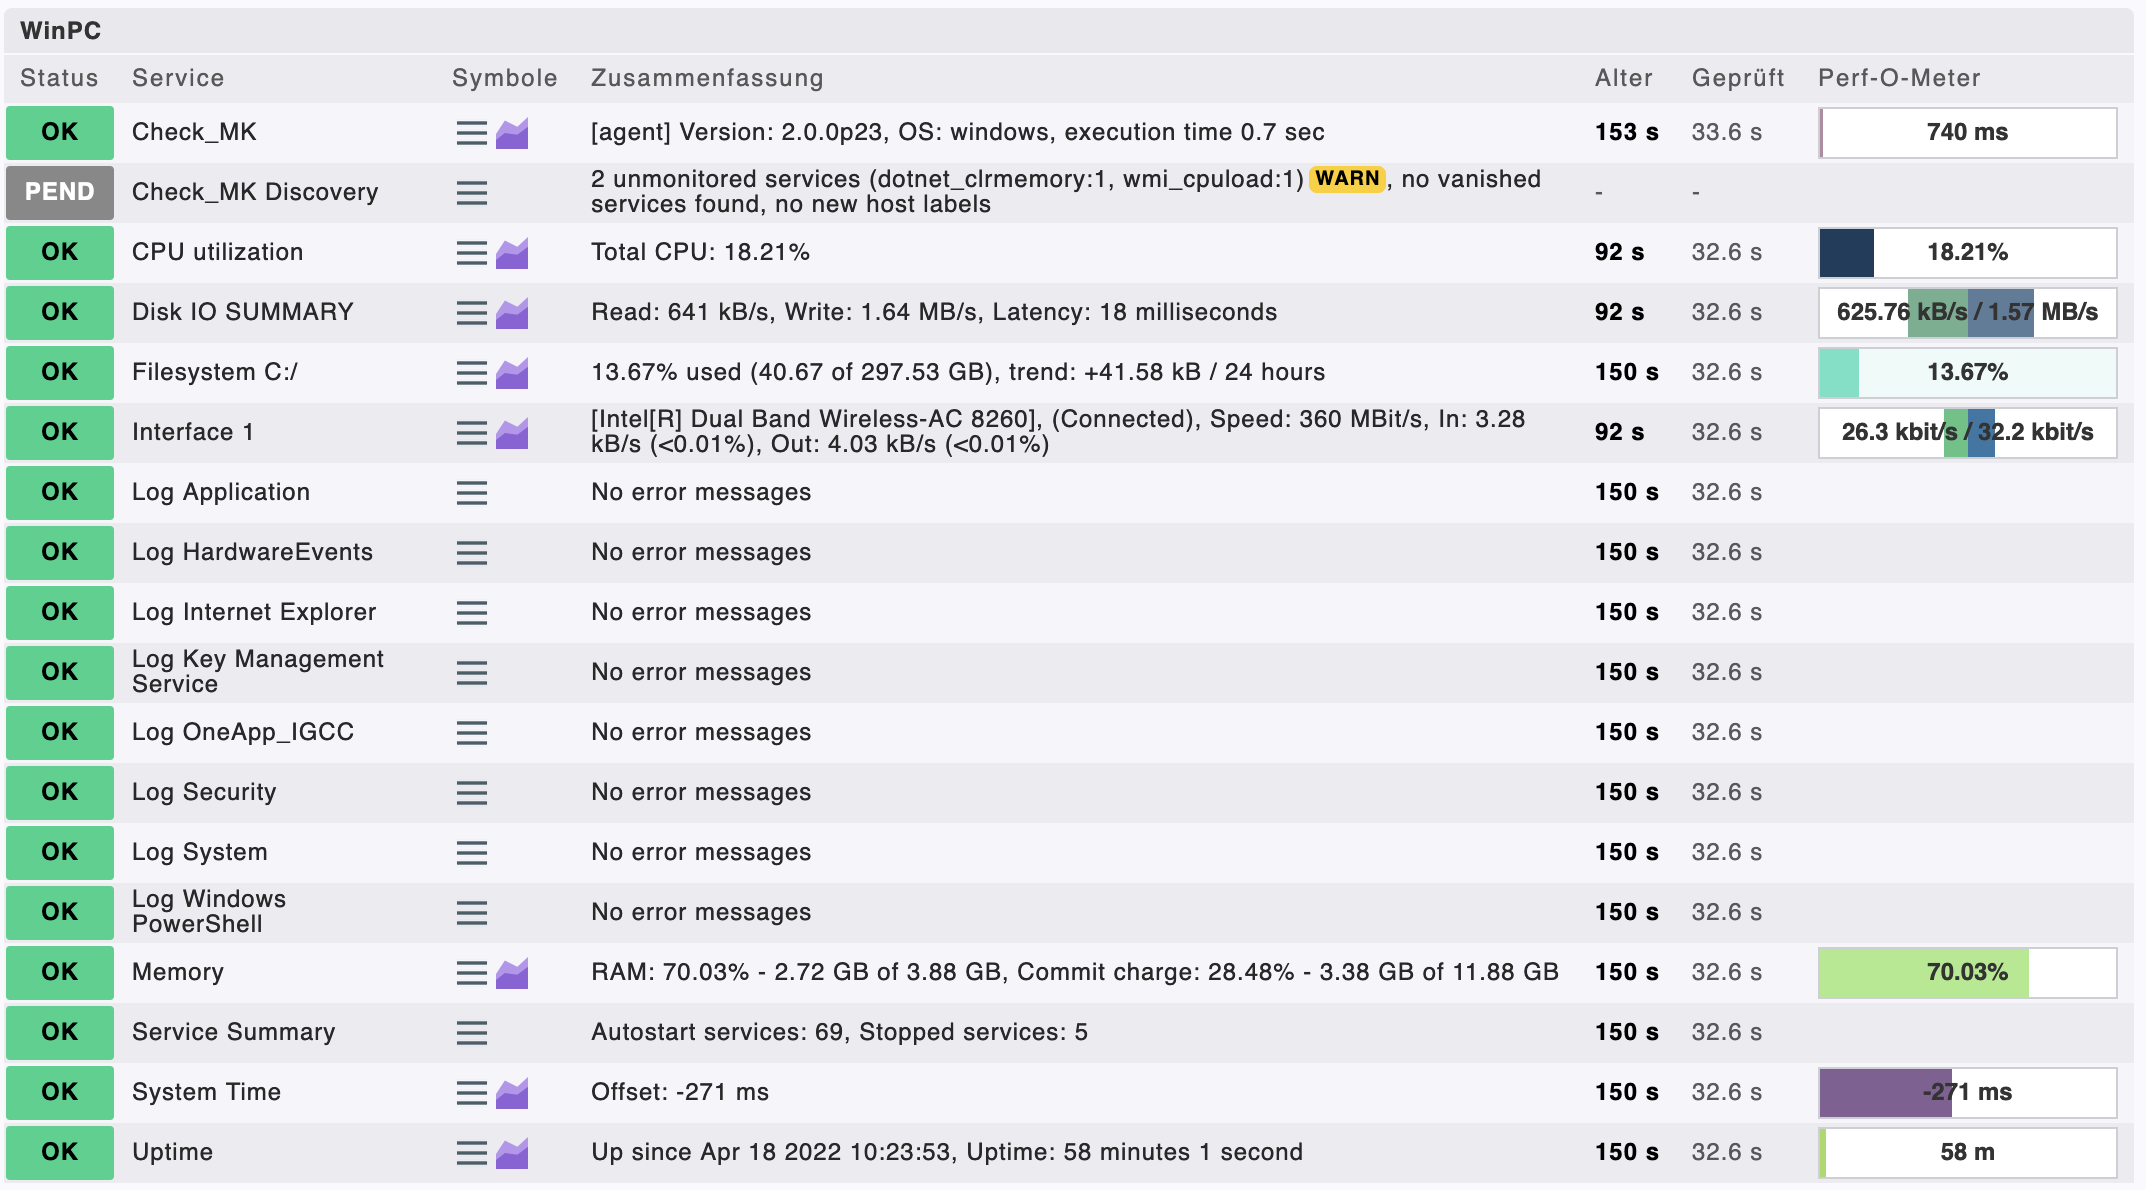 WinPC
Status Service Symbole Zusammenfassung Alter Geprüft Perf-O-Meter
OK Check_MK [agent] Version: 2.0.0p23, OS: windows, execution time 0.7 sec 153 s 33.6 s 740 ms
PEND Check_MK Discovery 2 unmonitored services (dotnet_clrmemory:1, wmi_cpuload:1) WARN, no vanished
services found, no new host labels - -
OK CPU utilization Total CPU: 18.21% 92 s 32.6 s 18.21%
OK Disk IO SUMMARY Read: 641 kB/s, Write: 1.64 MB/s, Latency: 18 milliseconds 92 s 32.6 s 625.76 kB/s / 1.57 MB/s
OK Filesystem C:/ 13.67% used (40.67 of 297.53 GB), trend: +41.58 kB / 24 hours 150 s 32.6 s 13.67%
OK Interface 1 [Intel[R] Dual Band Wireless-AC 8260], (Connected), Speed: 360 MBit/s, In: 3.28
kB/s (<0.01%), Out: 4.03 kB/s (<0.01%) 92 s 32.6 s 26.3 kbit/s / 32.2 kbit/s
OK Log Application No error messages 150 s 32.6 s
OK Log HardwareEvents No error messages 150 s 32.6 s
OK Log Internet Explorer No error messages 150 s 32.6 s
OK Log Key Management
Service No error messages 150 s 32.6 s
OK Log OneApp_IGCC No error messages 150 s 32.6 s
OK Log Security No error messages 150 s 32.6 s
OK Log System No error messages 150 s 32.6 s
OK Log Windows
PowerShell No error messages 150 s 32.6 s
OK Memory RAM: 70.03% - 2.72 GB of 3.88 GB, Commit charge: 28.48% - 3.38 GB of 11.88 GB 150 s 32.6 s 70.03%
OK Service Summary Autostart services: 69, Stopped services: 5 150 s 32.6 s
OK System Time Offset: -271 ms 150 s 32.6 s -271 ms
OK Uptime Up since Apr 18 2022 10:23:53, Uptime: 58 minutes 1 second 150 s 32.6 s 58 m